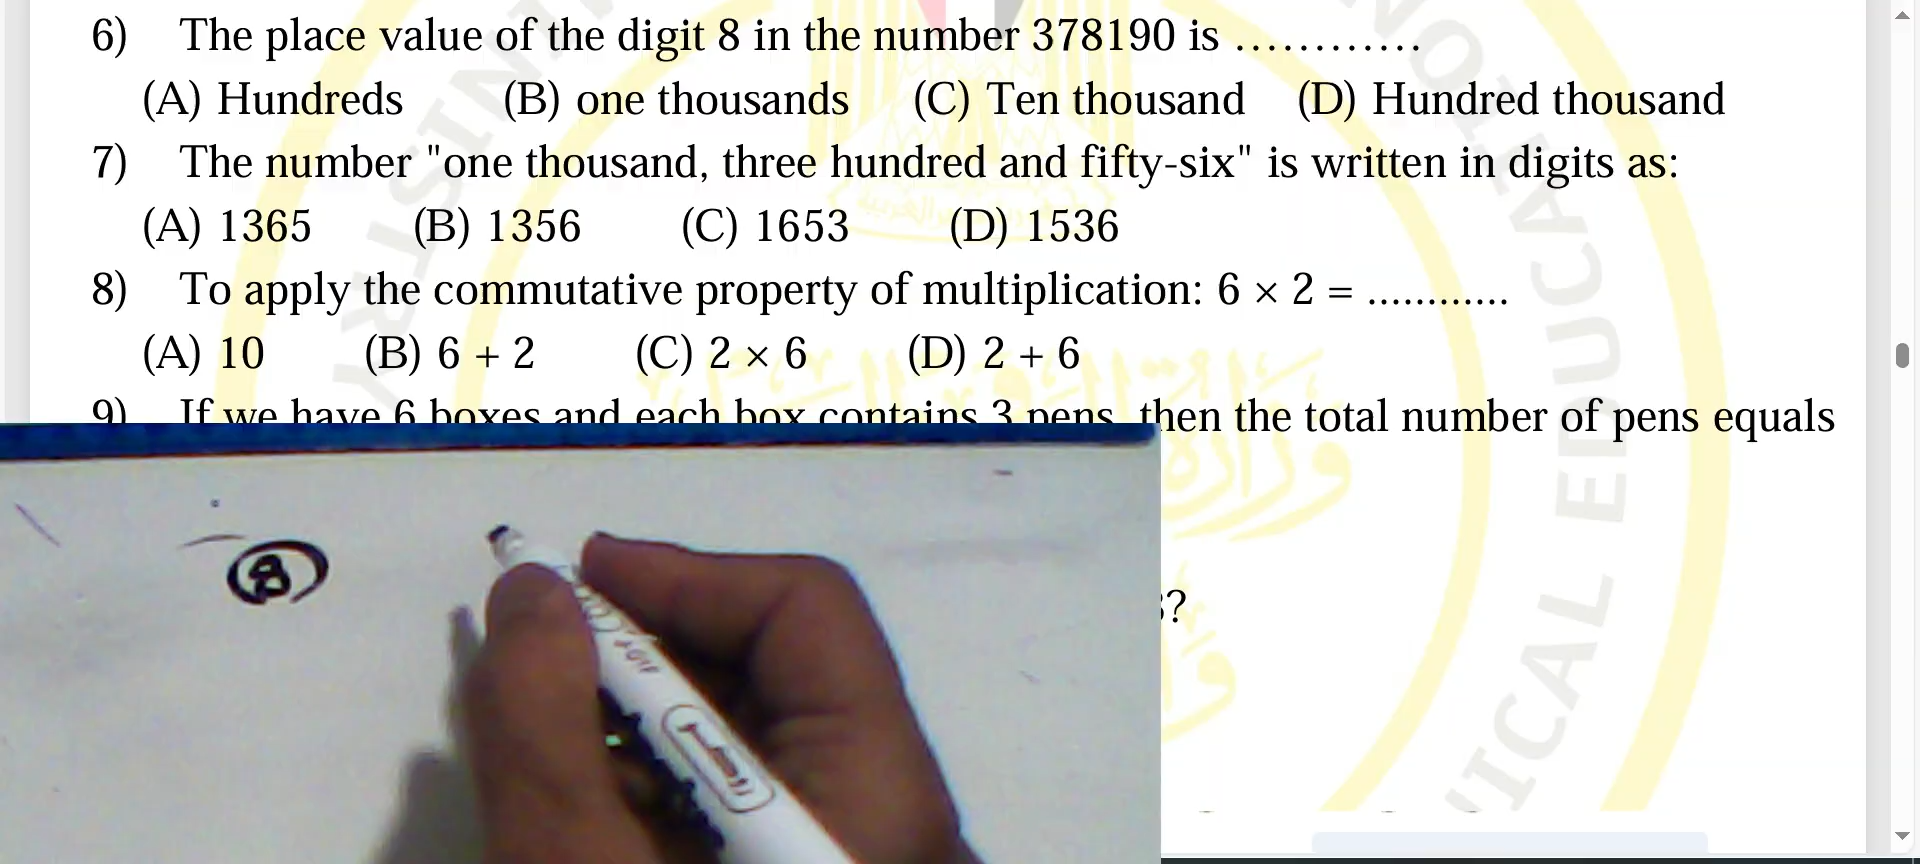 6) The place value of the digit 8 in the number 378190 is ............
(A) Hundreds (B) one thousands (C) Ten thousand (D) Hundred thousand
7) The number "one thousand, three hundred and fifty-six" is written in digits as:
(A) 1365 (B) 1356 (C) 1653 (D) 1536
8) To apply the commutative property of multiplication: 6 × 2 = ............
(A) 10 (B) 6 + 2 (C) 2 × 6 (D) 2 + 6
9) If we have 6 boxes and each box contains 3 pens, then the total number of pens equals
?